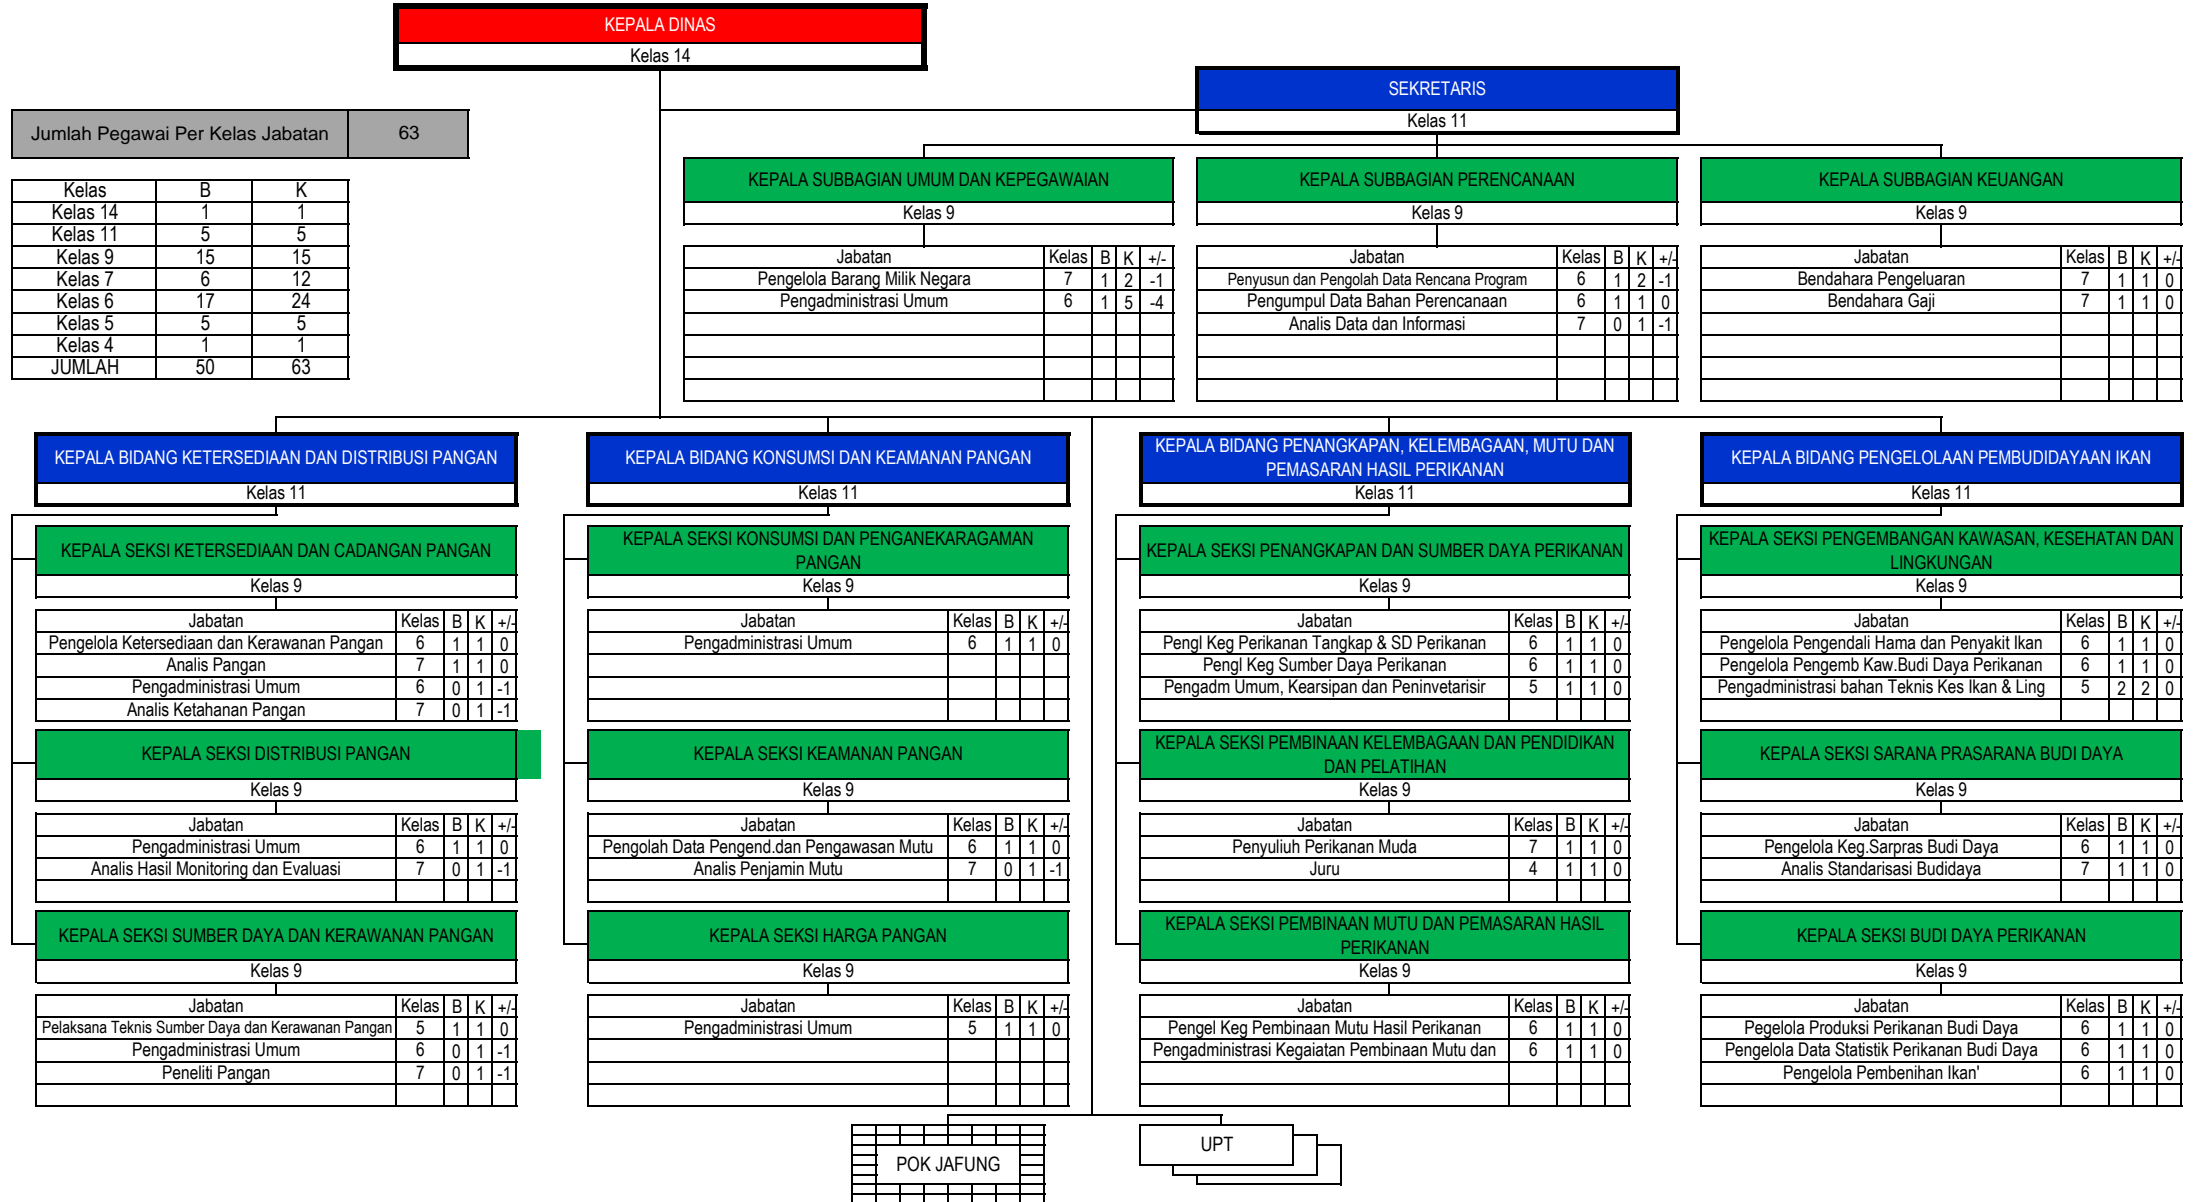 KEPALA DINAS
Kelas 14
SEKRETARIS
Kelas 11
Jumlah Pegawai Per Kelas Jabatan 63
Kelas B K
Kelas 14 1 1
Kelas 11 5 5
Kelas 9 15 15
Kelas 7 6 12
Kelas 6 17 24
Kelas 5 5 5
Kelas 4 1 1
JUMLAH 50 63
KEPALA SUBBAGIAN UMUM DAN KEPEGAWAIAN
Kelas 9
Jabatan Kelas B K +/-
Pengelola Barang Milik Negara 7 1 2 -1
Pengadministrasi Umum 6 1 5 -4
KEPALA SUBBAGIAN PERENCANAAN
Kelas 9
Jabatan Kelas B K +/-
Penyusun dan Pengolah Data Rencana Program 6 1 2 -1
Pengumpul Data Bahan Perencanaan 6 1 1 0
Analis Data dan Informasi 7 0 1 -1
KEPALA SUBBAGIAN KEUANGAN
Kelas 9
Jabatan Kelas B K +/-
Bendahara Pengeluaran 7 1 1 0
Bendahara Gaji 7 1 1 0
KEPALA BIDANG KETERSEDIAAN DAN DISTRIBUSI PANGAN
Kelas 11
KEPALA SEKSI KETERSEDIAAN DAN CADANGAN PANGAN
Kelas 9
Jabatan Kelas B K +/-
Pengelola Ketersediaan dan Kerawanan Pangan 6 1 1 0
Analis Pangan 7 1 1 0
Pengadministrasi Umum 6 0 1 -1
Analis Ketahanan Pangan 7 0 1 -1
KEPALA SEKSI DISTRIBUSI PANGAN
Kelas 9
Jabatan Kelas B K +/-
Pengadministrasi Umum 6 1 1 0
Analis Hasil Monitoring dan Evaluasi 7 0 1 -1
KEPALA SEKSI SUMBER DAYA DAN KERAWANAN PANGAN
Kelas 9
Jabatan Kelas B K +/-
Pelaksana Teknis Sumber Daya dan Kerawanan Pangan 5 1 1 0
Pengadministrasi Umum 6 0 1 -1
Peneliti Pangan 7 0 1 -1
KEPALA BIDANG KONSUMSI DAN KEAMANAN PANGAN
Kelas 11
KEPALA SEKSI KONSUMSI DAN PENGANEKARAGAMAN
PANGAN
Kelas 9
Jabatan Kelas B K +/-
Pengadministrasi Umum 6 1 1 0
KEPALA SEKSI KEAMANAN PANGAN
Kelas 9
Jabatan Kelas B K +/-
Pengolah Data Pengend.dan Pengawasan Mutu 6 1 1 0
Analis Penjamin Mutu 7 0 1 -1
KEPALA SEKSI HARGA PANGAN
Kelas 9
Jabatan Kelas B K +/-
Pengadministrasi Umum 5 1 1 0
KEPALA BIDANG PENANGKAPAN, KELEMBAGAAN, MUTU DAN
PEMASARAN HASIL PERIKANAN
Kelas 11
KEPALA SEKSI PENANGKAPAN DAN SUMBER DAYA PERIKANAN
Kelas 9
Jabatan Kelas B K +/-
Pengl Keg Perikanan Tangkap & SD Perikanan 6 1 1 0
Pengl Keg Sumber Daya Perikanan 6 1 1 0
Pengadm Umum, Kearsipan dan Peninvetarisir 5 1 1 0
KEPALA SEKSI PEMBINAAN KELEMBAGAAN DAN PENDIDIKAN
DAN PELATIHAN
Kelas 9
Jabatan Kelas B K +/-
Penyuliuh Perikanan Muda 7 1 1 0
Juru 4 1 1 0
KEPALA SEKSI PEMBINAAN MUTU DAN PEMASARAN HASIL
PERIKANAN
Kelas 9
Jabatan Kelas B K +/-
Pengel Keg Pembinaan Mutu Hasil Perikanan 6 1 1 0
Pengadministrasi Kegaiatan Pembinaan Mutu dan 6 1 1 0
KEPALA BIDANG PENGELOLAAN PEMBUDIDAYAAN IKAN
Kelas 11
KEPALA SEKSI PENGEMBANGAN KAWASAN, KESEHATAN DAN
LINGKUNGAN
Kelas 9
Jabatan Kelas B K +/-
Pengelola Pengendali Hama dan Penyakit Ikan 6 1 1 0
Pengelola Pengemb Kaw.Budi Daya Perikanan 6 1 1 0
Pengadministrasi bahan Teknis Kes Ikan & Ling 5 2 2 0
KEPALA SEKSI SARANA PRASARANA BUDI DAYA
Kelas 9
Jabatan Kelas B K +/-
Pengelola Keg.Sarpras Budi Daya 6 1 1 0
Analis Standarisasi Budidaya 7 1 1 0
KEPALA SEKSI BUDI DAYA PERIKANAN
Kelas 9
Jabatan Kelas B K +/-
Pegelola Produksi Perikanan Budi Daya 6 1 1 0
Pengelola Data Statistik Perikanan Budi Daya 6 1 1 0
Pengelola Pembenihan Ikan' 6 1 1 0
POK JAFUNG
UPT